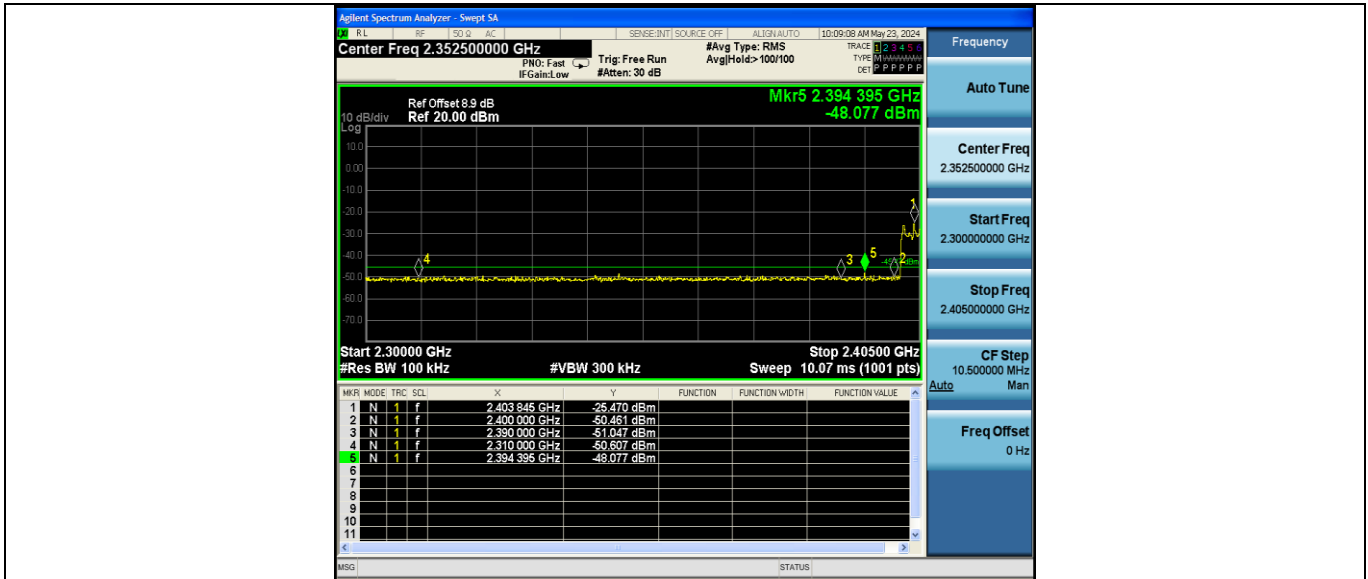 Agilent Spectrum Analyzer - Swept SA
LXI RL RF 50 Ω AC SENSE:INT SOURCE OFF ALIGN AUTO 10:09:08 AM May 23, 2024
Center Freq 2.352500000 GHz
PNO: Fast
IFGain:Low
Trig: Free Run
#Atten: 30 dB
#Avg Type: RMS
Avg|Hold:>100/100
TRACE 1 2 3 4 5 6
TYPE M
DET P P P P P P
Mkr5 2.394 395 GHz
-48.077 dBm
Ref Offset 8.9 dB
10 dB/div Ref 20.00 dBm
Log
10.0
0.00
-10.0
-20.0
-30.0
-40.0
-50.0
-60.0
-70.0
1
4
3
5
2
Start 2.30000 GHz Stop 2.40500 GHz
#Res BW 100 kHz #VBW 300 kHz Sweep 10.07 ms (1001 pts)
MKR MODE TRC SCL X Y FUNCTION FUNCTION WIDTH FUNCTION VALUE
1 N 1 f 2.403 845 GHz -25.470 dBm
2 N 1 f 2.400 000 GHz -50.461 dBm
3 N 1 f 2.390 000 GHz -51.047 dBm
4 N 1 f 2.310 000 GHz -50.607 dBm
5 N 1 f 2.394 395 GHz -48.077 dBm
6
7
8
9
10
11
MSG STATUS
Frequency
Auto Tune
Center Freq
2.352500000 GHz
Start Freq
2.300000000 GHz
Stop Freq
2.405000000 GHz
CF Step
10.500000 MHz
Auto Man
Freq Offset
0 Hz